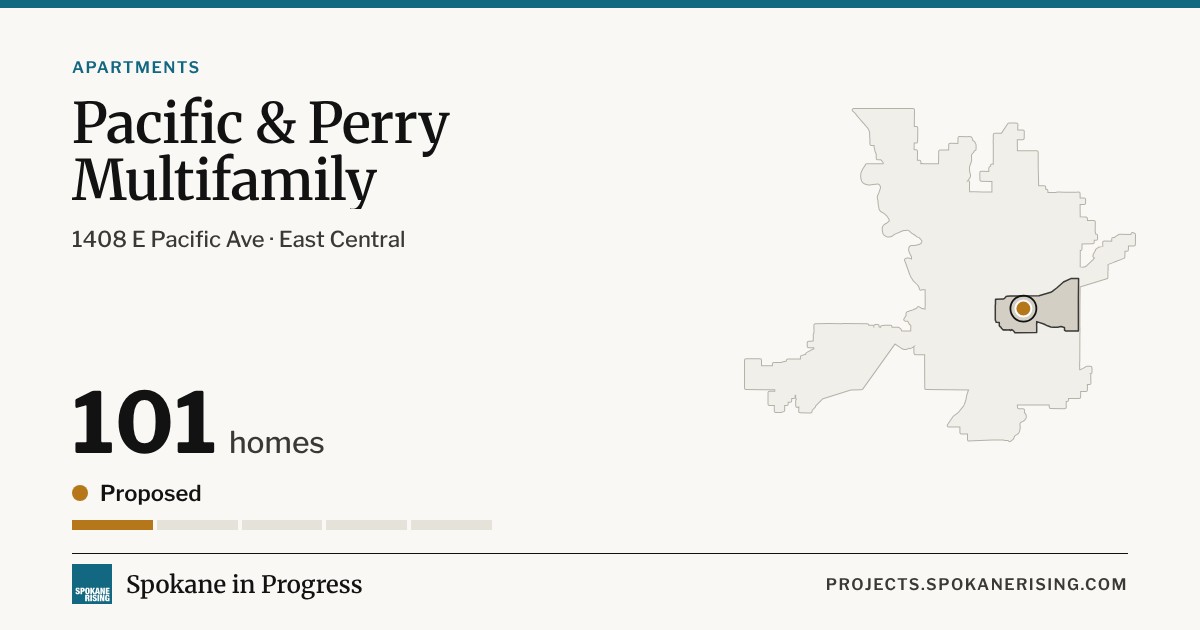 APARTMENTS
Pacific & Perry
Multifamily
1408 E Pacific Ave · East Central
101 homes
Proposed
SPOKANE
RISING
Spokane in Progress
PROJECTS.SPOKANERISING.COM